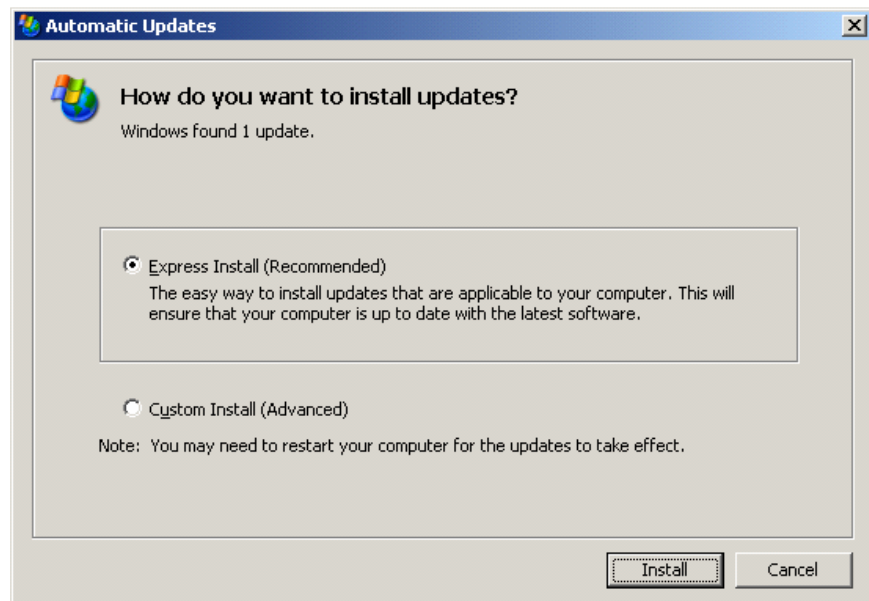 Automatic Updates
How do you want to install updates?
Windows found 1 update.
Express Install (Recommended)
The easy way to install updates that are applicable to your computer. This will
ensure that your computer is up to date with the latest software.
Custom Install (Advanced)
Note: You may need to restart your computer for the updates to take effect.
Install Cancel